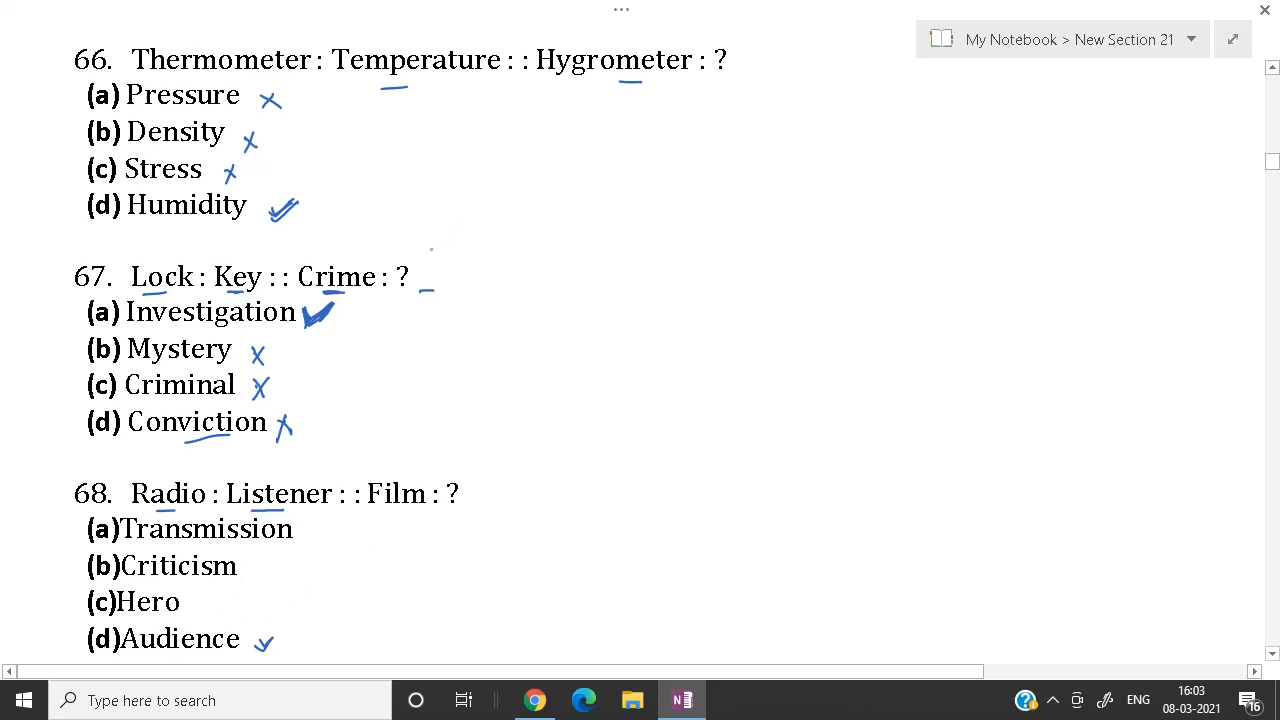 My Notebook > New Section 21
66. Thermometer : Temperature : : Hygrometer : ?
(a) Pressure
(b) Density
(c) Stress
(d) Humidity
67. Lock : Key : : Crime : ?
(a) Investigation
(b) Mystery
(c) Criminal
(d) Conviction
68. Radio : Listener : : Film : ?
(a)Transmission
(b)Criticism
(c)Hero
(d)Audience
Type here to search
ENG
16:03
08-03-2021
16